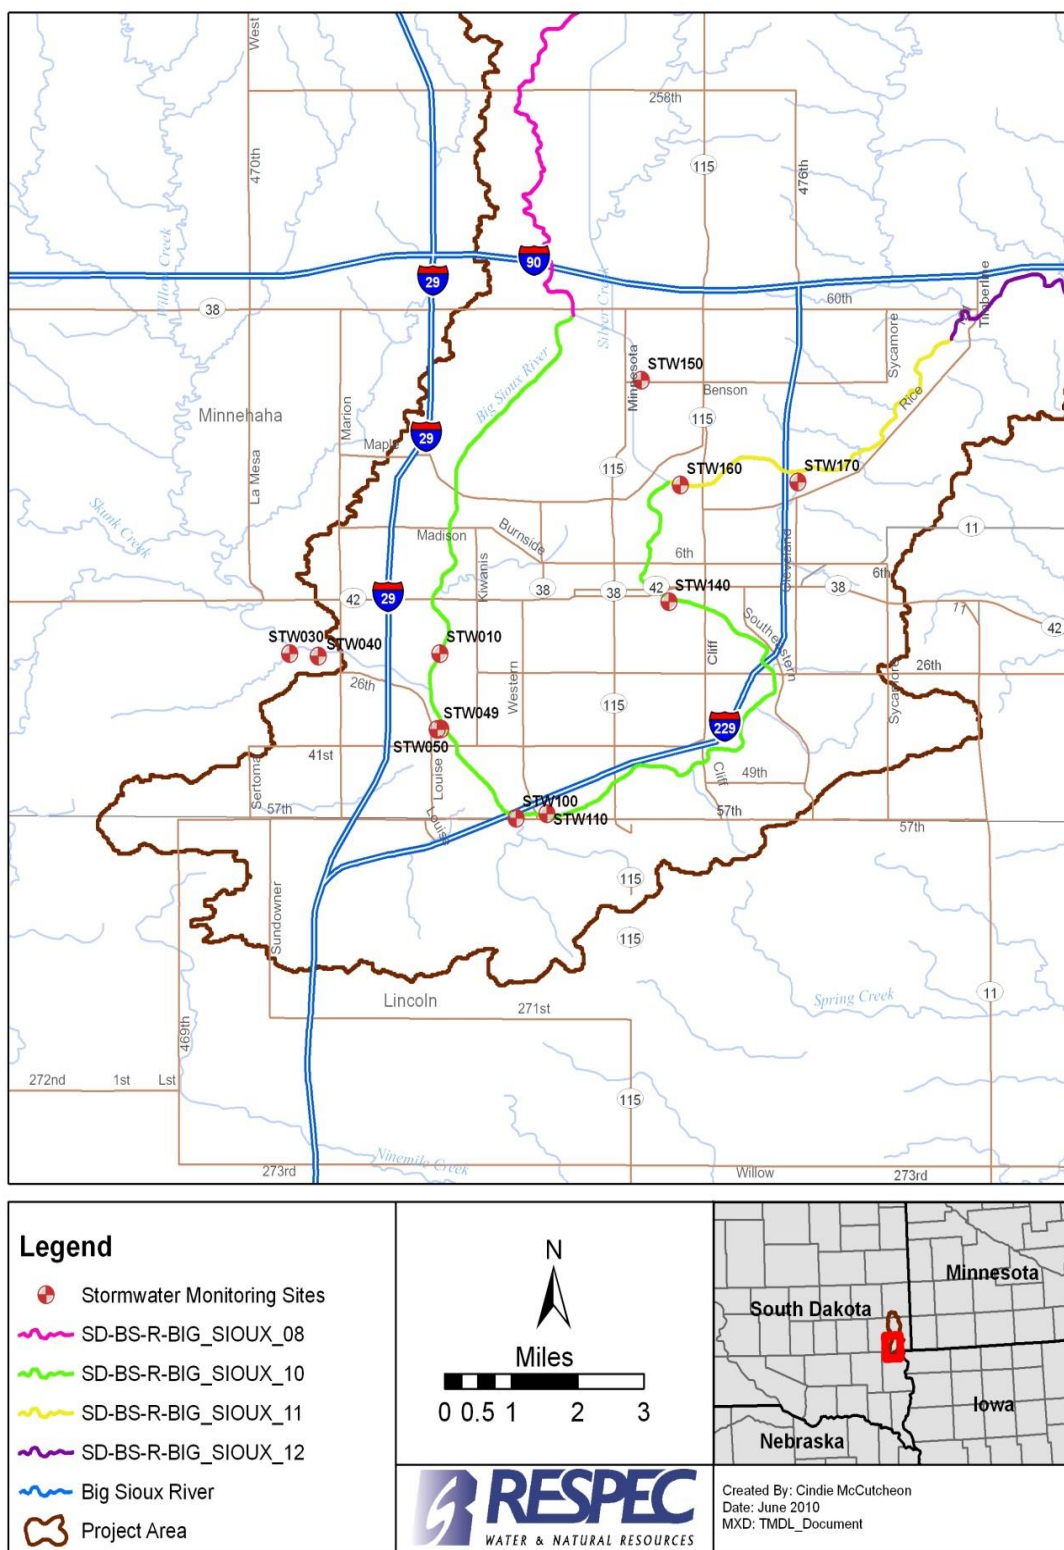 West
470th
258th
115
476th
Willow Creek
Silver Creek
90
29
38
60th
Timberline
Big Sioux River
Minnesota
STW150
Benson
Sycamore
Rice
Minnehaha
Marion
29
Maple
115
115
La Mesa
STW160
STW170
Skunk Creek
Madison
Burnside
Kiwanis
6th
Cleveland
11
6th
42
29
38
38
42
STW140
38
11
42
STW030
STW040
STW010
Western
Cliff
Southeastern
26th
26th
Sycamore
STW049
STW050
115
229
41st
Sertoma
Louise
Cliff
49th
57th
STW100
STW110
57th
57th
Louise
115
115
Sundowner
Lincoln
271st
Spring Creek
11
469th
272nd
1st
Lst
115
Ninemile Creek
273rd
Willow
273rd
Legend
Stormwater Monitoring Sites
SD-BS-R-BIG_SIOUX_08
SD-BS-R-BIG_SIOUX_10
SD-BS-R-BIG_SIOUX_11
SD-BS-R-BIG_SIOUX_12
Big Sioux River
Project Area
N
Miles
0 0.5 1 2 3
RESPEC
WATER & NATURAL RESOURCES
South Dakota
Minnesota
Iowa
Nebraska
Created By: Cindie McCutcheon
Date: June 2010
MXD: TMDL_Document